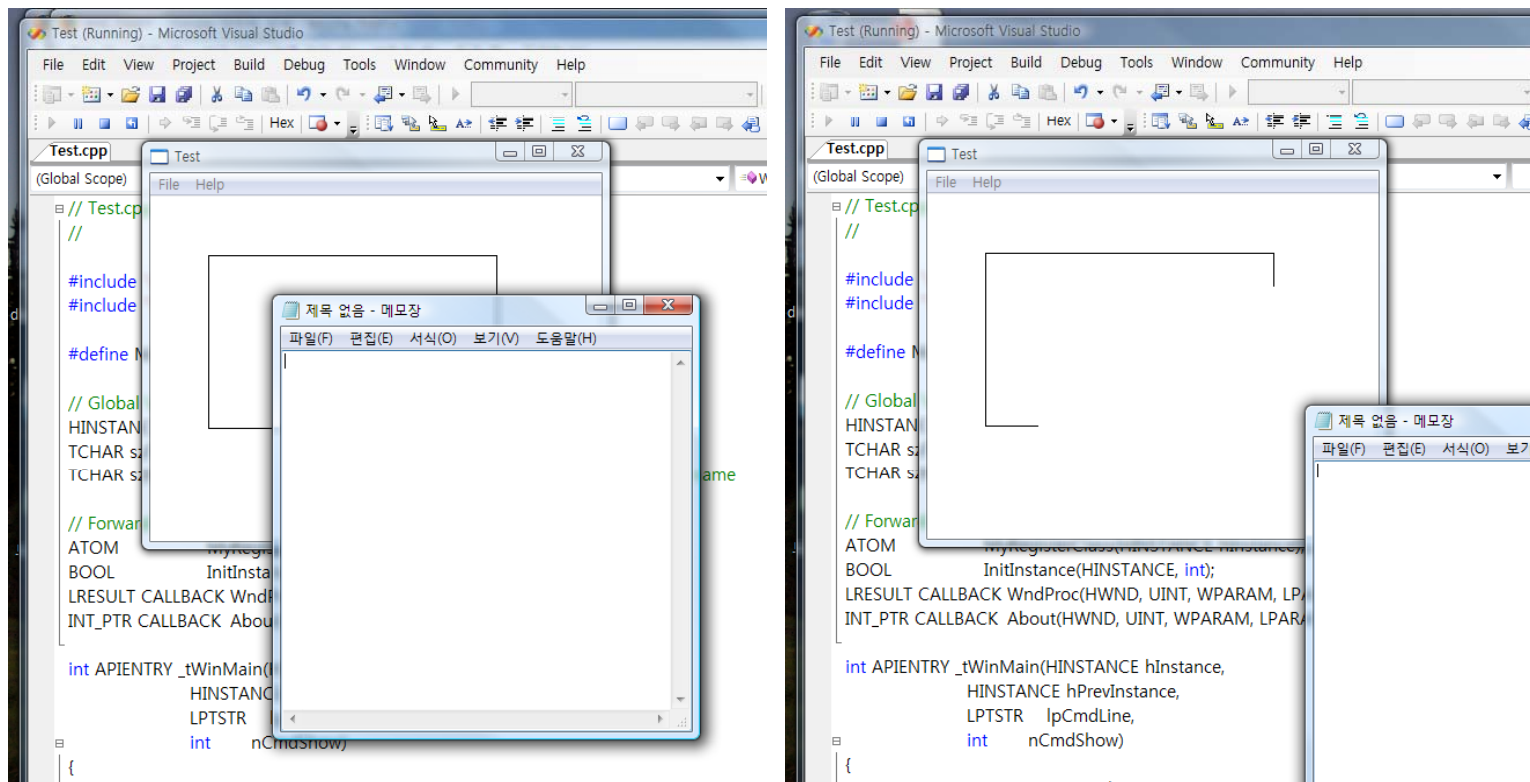 Test (Running) - Microsoft Visual Studio
File Edit View Project Build Debug Tools Window Community Help
Hex
Test.cpp
(Global Scope)
Test
File Help
// Test.cp
//
#include
#include
#define
// Global
HINSTAN
TCHAR sz
TCHAR sz
ame
// Forwar
ATOM
BOOL InitInsta
LRESULT CALLBACK Wnd
INT_PTR CALLBACK Abou
int APIENTRY _tWinMain(
HINSTANC
LPTSTR
int nCmdShow)
{
제목 없음 - 메모장
파일(F) 편집(E) 서식(O) 보기(V) 도움말(H)
Test (Running) - Microsoft Visual Studio
File Edit View Project Build Debug Tools Window Community Help
Hex
Test.cpp
(Global Scope)
Test
File Help
// Test.cp
//
#include
#include
#define
// Global
HINSTAN
TCHAR sz
TCHAR sz
// Forwar
ATOM MyRegisterClass(HINSTANCE hInstance);
BOOL InitInstance(HINSTANCE, int);
LRESULT CALLBACK WndProc(HWND, UINT, WPARAM, LP
INT_PTR CALLBACK About(HWND, UINT, WPARAM, LPAR
int APIENTRY _tWinMain(HINSTANCE hInstance,
HINSTANCE hPrevInstance,
LPTSTR lpCmdLine,
int nCmdShow)
{
제목 없음 - 메모장
파일(F) 편집(E) 서식(O) 보기